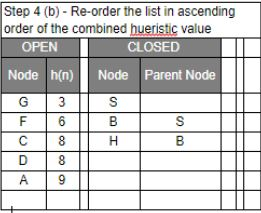 Step 4 (b) - Re-order the list in ascending
order of the combined hueristic value
OPEN CLOSED
Node h(n) Node Parent Node
G 3 S
F 6 B S
C 8 H B
D 8
A 9